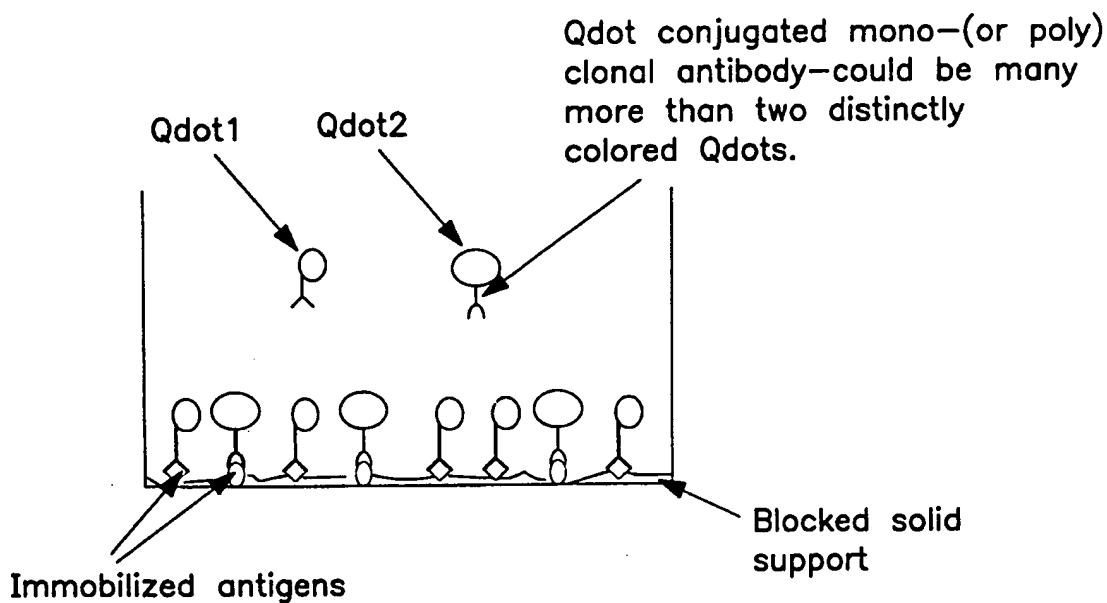 Qdot conjugated mono-(or poly)
clonal antibody-could be many
more than two distinctly
colored Qdots.
Qdot1
Qdot2
Blocked solid
support
Immobilized antigens